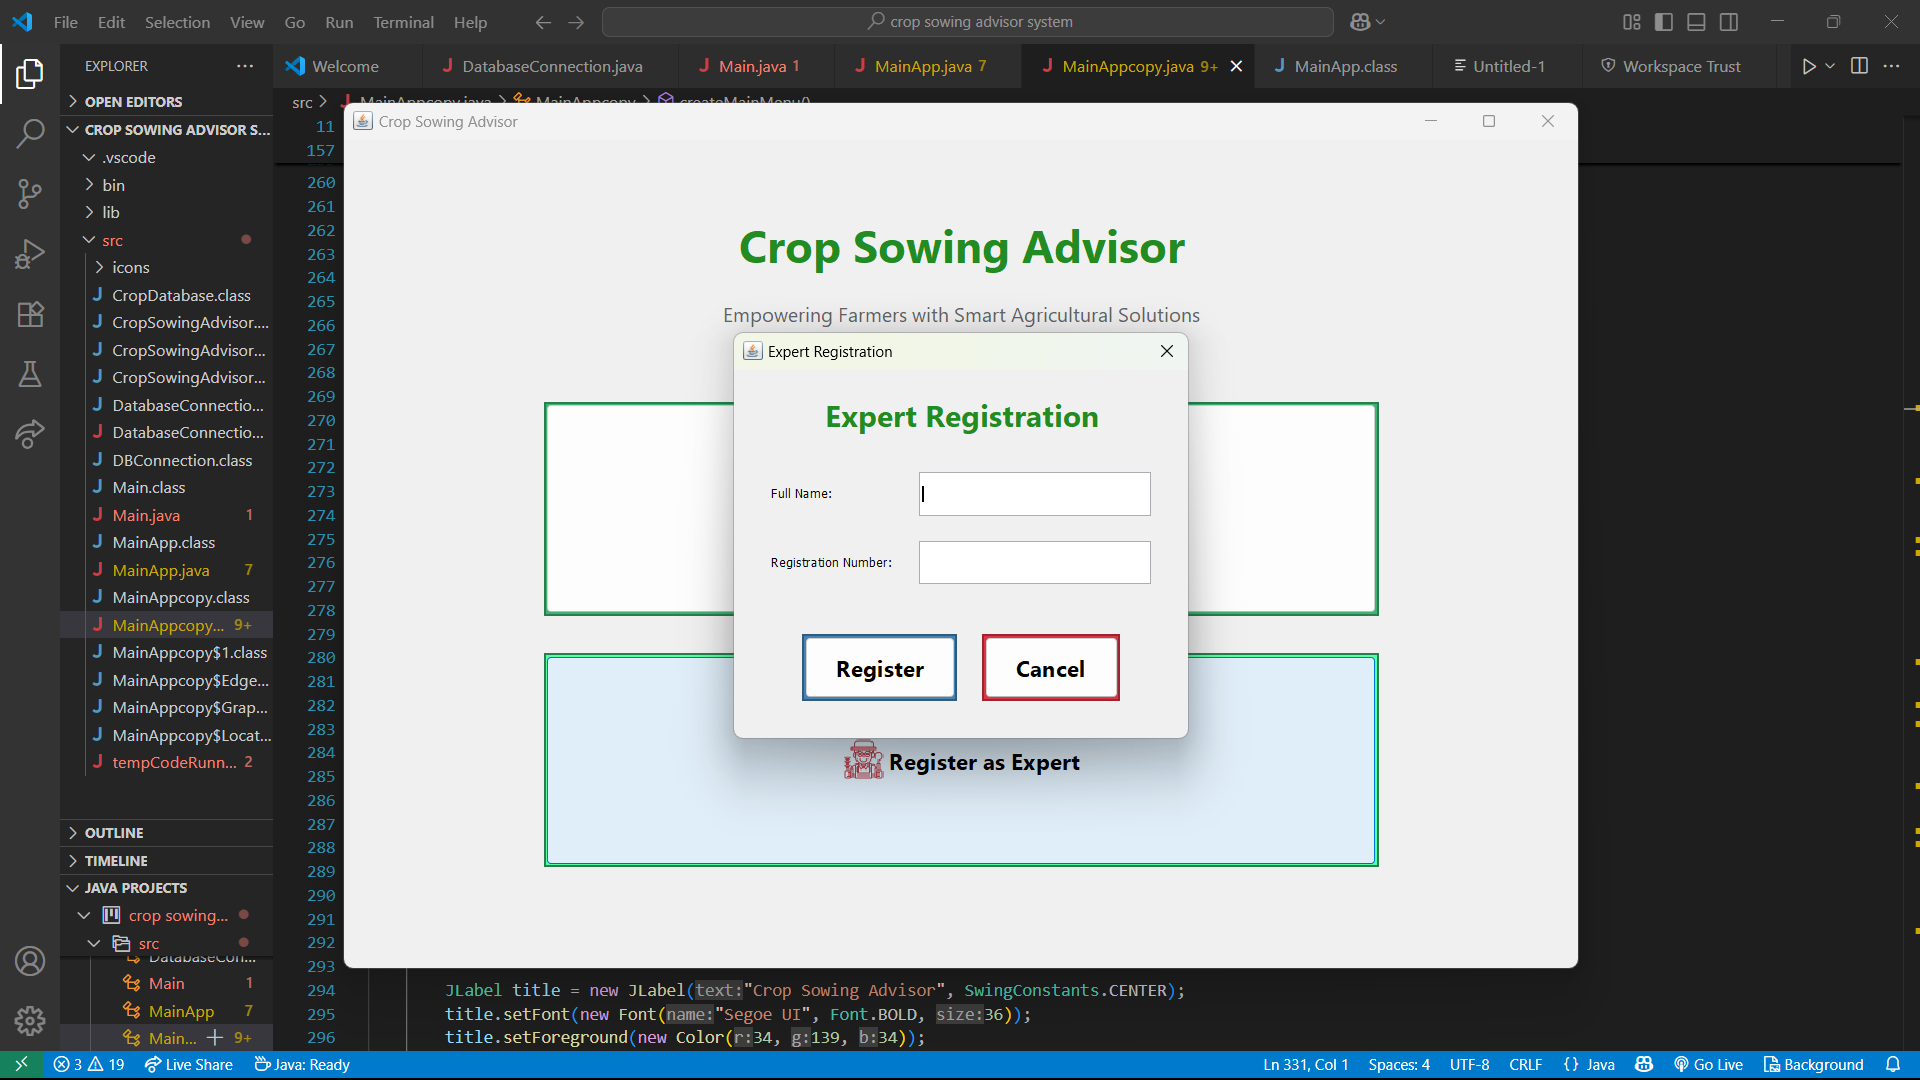 File Edit Selection View Go Run Terminal Help
crop sowing advisor system
EXPLORER
Welcome
DatabaseConnection.java
Main.java 1
MainApp.java 7
MainAppcopy.java 9+
MainApp.class
Untitled-1
Workspace Trust
OPEN EDITORS
src > MainAppcopy.java > MainAppcopy > createMainMenu()
CROP SOWING ADVISOR S...
.vscode
bin
lib
src
icons
CropDatabase.class
CropSowingAdvisor....
CropSowingAdvisor...
CropSowingAdvisor...
DatabaseConnectio...
DatabaseConnectio...
DBConnection.class
Main.class
Main.java 1
MainApp.class
MainApp.java 7
MainAppcopy.class
MainAppcopy... 9+
MainAppcopy$1.class
MainAppcopy$Edge...
MainAppcopy$Grap...
MainAppcopy$Locat...
tempCodeRunn... 2
OUTLINE
TIMELINE
JAVA PROJECTS
crop sowing...
src
DatabaseCon...
Main 1
MainApp 7
Main... 9+
11
157
260
261
262
263
264
265
266
267
268
269
270
271
272
273
274
275
276
277
278
279
280
281
282
283
284
285
286
287
288
289
290
291
292
293
294 JLabel title = new JLabel(text:"Crop Sowing Advisor", SwingConstants.CENTER);
295 title.setFont(new Font(name:"Segoe UI", Font.BOLD, size:36));
296 title.setForeground(new Color(r:34, g:139, b:34));
Crop Sowing Advisor
Crop Sowing Advisor
Empowering Farmers with Smart Agricultural Solutions
Expert Registration
Expert Registration
Full Name:
Registration Number:
Register
Cancel
Register as Expert
3 19 Live Share Java: Ready
Ln 331, Col 1 Spaces: 4 UTF-8 CRLF {} Java Go Live Background